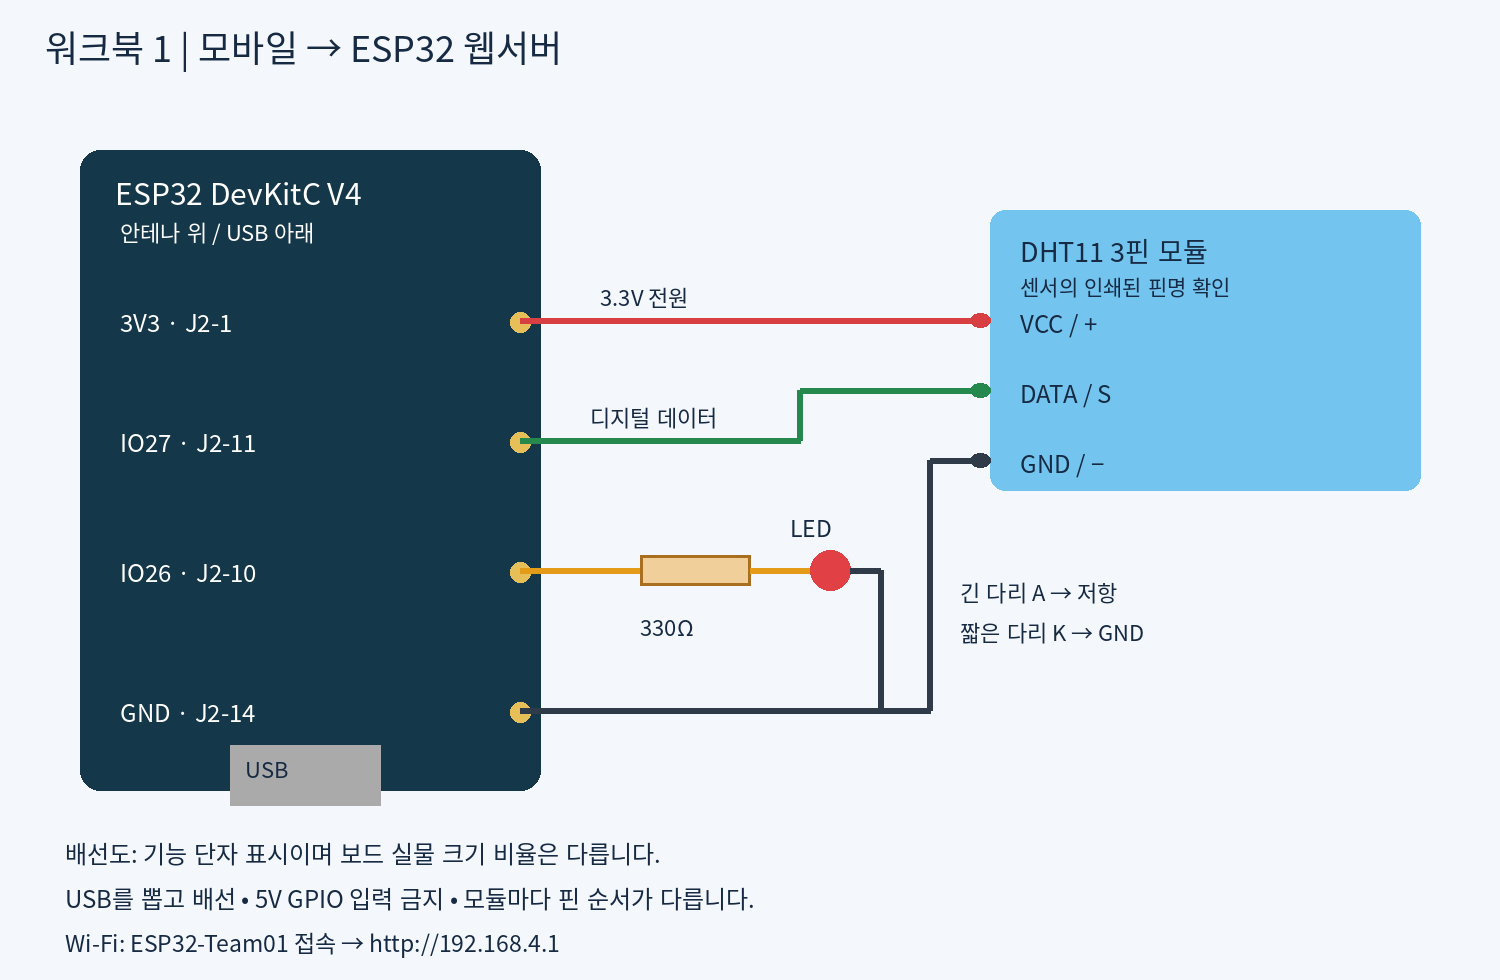 워크북 1 | 모바일 → ESP32 웹서버
ESP32 DevKitC V4
안테나 위 / USB 아래
3V3 · J2-1
IO27 · J2-11
IO26 · J2-10
GND · J2-14
USB
3.3V 전원
디지털 데이터
LED
330Ω
DHT11 3핀 모듈
센서의 인쇄된 핀명 확인
VCC / +
DATA / S
GND / −
긴 다리 A → 저항
짧은 다리 K → GND
배선도: 기능 단자 표시이며 보드 실물 크기 비율은 다릅니다.
USB를 뽑고 배선 • 5V GPIO 입력 금지 • 모듈마다 핀 순서가 다릅니다.
Wi-Fi: ESP32-Team01 접속 → http://192.168.4.1